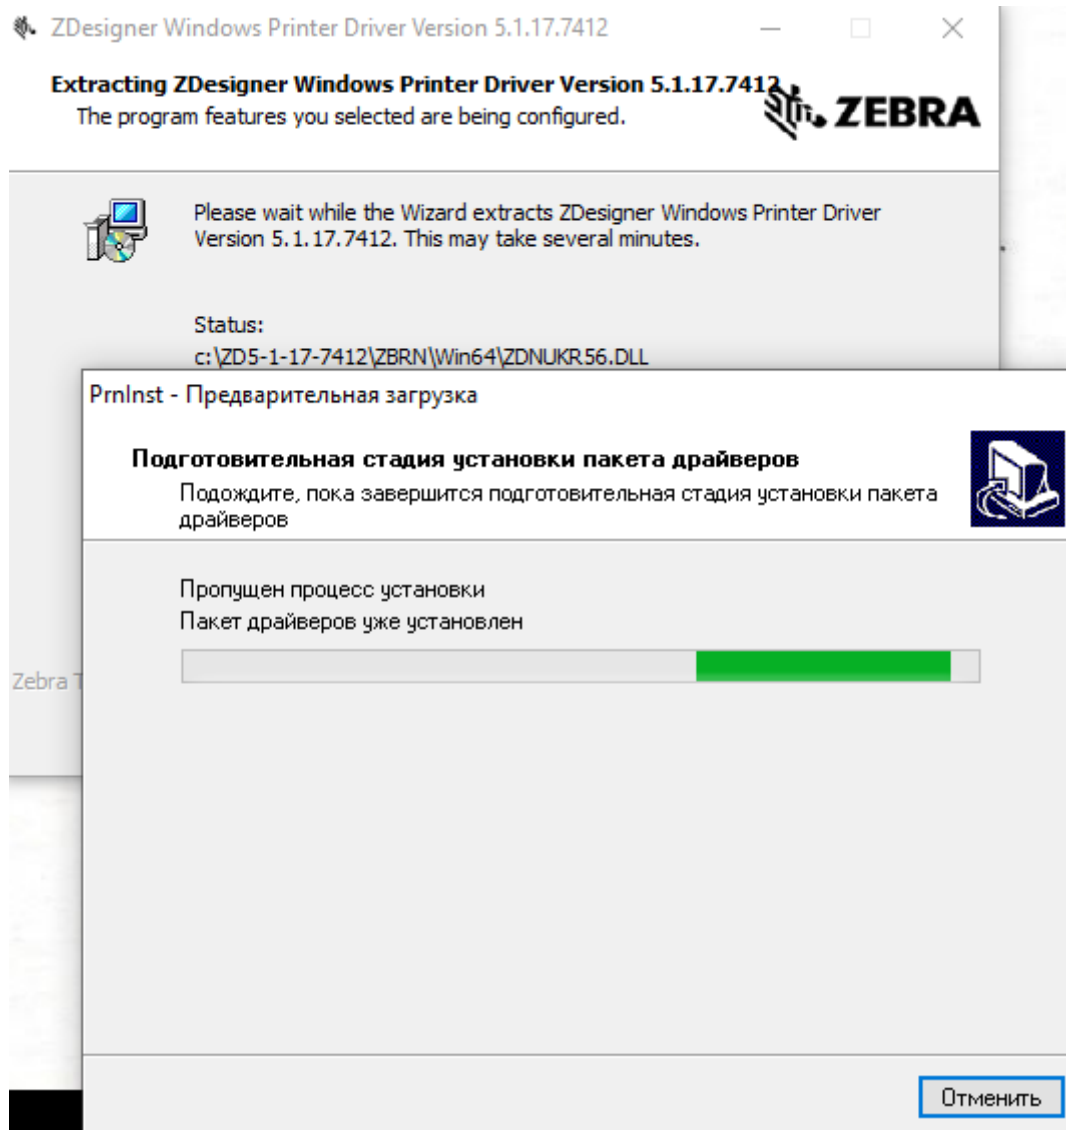 ZDesigner Windows Printer Driver Version 5.1.17.7412
Extracting ZDesigner Windows Printer Driver Version 5.1.17.7412
The program features you selected are being configured.
ZEBRA
Please wait while the Wizard extracts ZDesigner Windows Printer Driver
Version 5.1.17.7412. This may take several minutes.
Status:
c:\ZD5-1-17-7412\ZBRN\Win64\ZDNUKR56.DLL
PrnInst - Предварительная загрузка
Подготовительная стадия установки пакета драйверов
Подождите, пока завершится подготовительная стадия установки пакета
драйверов
Пропущен процесс установки
Пакет драйверов уже установлен
Zebra
Отменить